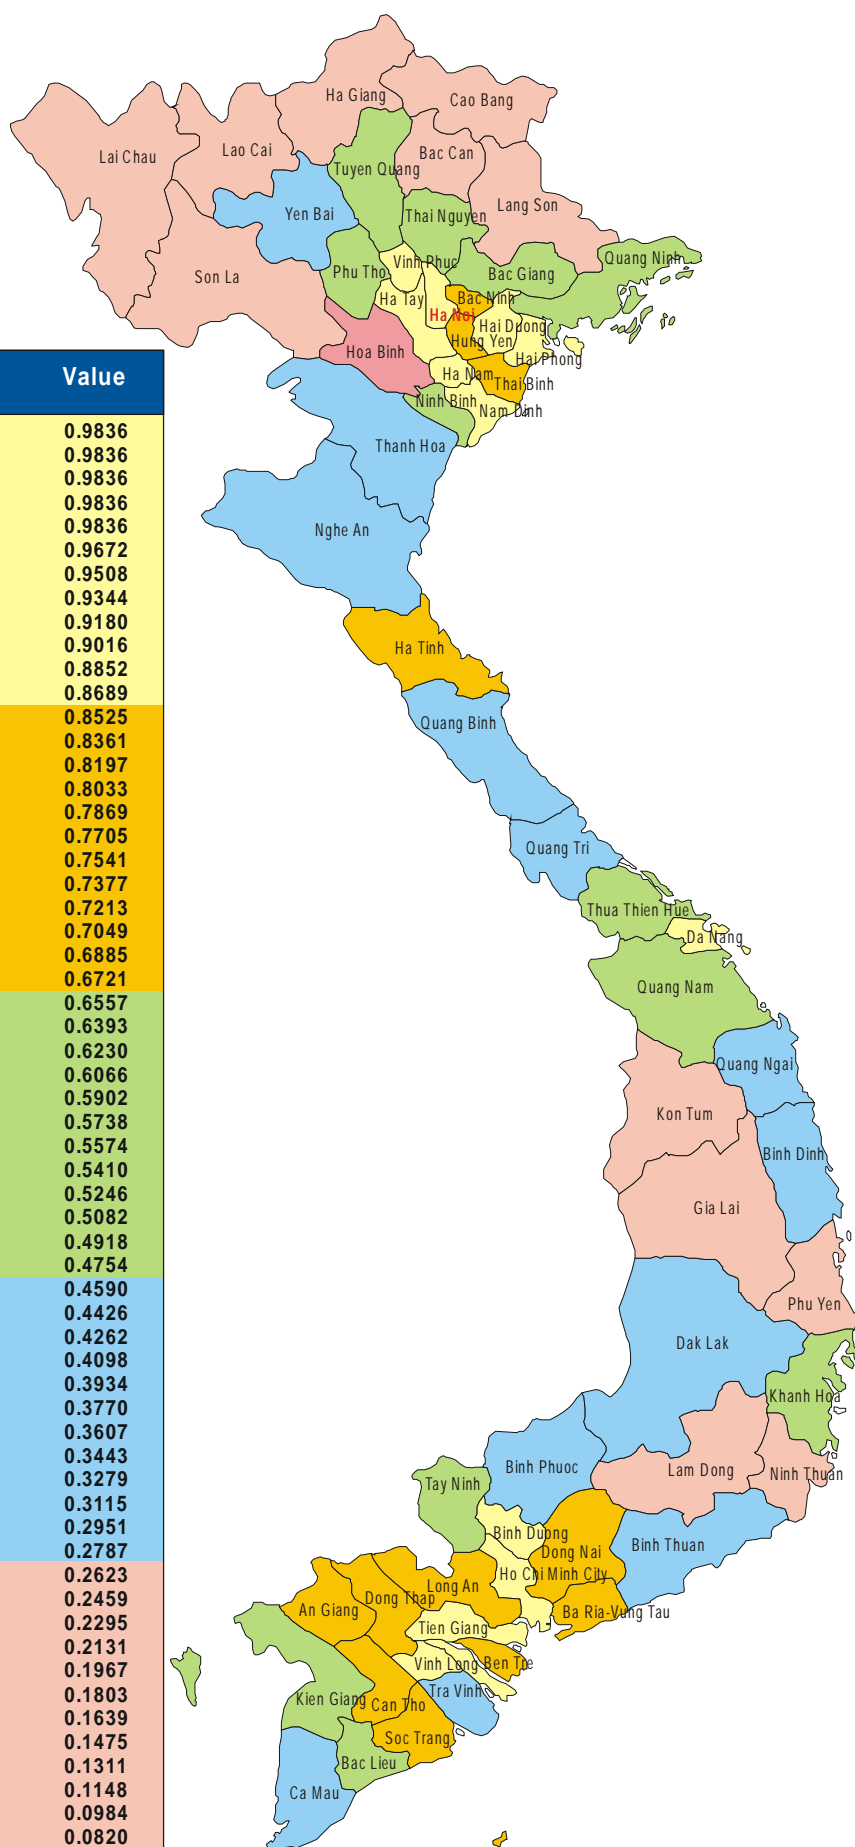 Ha Giang
Cao Bang
Lai Chau
Lao Cai
Bac Can
Tuyen Quang
Lang Son
Yen Bai
Thai Nguyen
Vinh Phuc
Quang Ninh
Son La
Phu Tho
Bac Giang
Ha Tay
Bac Ninh
Ha Noi
Hai Duong
Hung Yen
Hoa Binh
Hai Phong
Ha Nam
Thai Binh
Ninh Binh
Nam Dinh
Thanh Hoa
Nghe An
Ha Tinh
Quang Binh
Quang Tri
Thua Thien Hue
Da Nang
Quang Nam
Quang Ngai
Kon Tum
Binh Dinh
Gia Lai
Phu Yen
Dak Lak
Khanh Hoa
Binh Phuoc
Lam Dong
Ninh Thuan
Tay Ninh
Binh Duong
Dong Nai
Binh Thuan
Ho Chi Minh City
Long An
Dong Thap
An Giang
Ba Ria-Vung Tau
Tien Giang
Vinh Long
Ben Tre
Tra Vinh
Kien Giang
Can Tho
Soc Trang
Bac Lieu
Ca Mau
Value
0.9836
0.9836
0.9836
0.9836
0.9836
0.9672
0.9508
0.9344
0.9180
0.9016
0.8852
0.8689
0.8525
0.8361
0.8197
0.8033
0.7869
0.7705
0.7541
0.7377
0.7213
0.7049
0.6885
0.6721
0.6557
0.6393
0.6230
0.6066
0.5902
0.5738
0.5574
0.5410
0.5246
0.5082
0.4918
0.4754
0.4590
0.4426
0.4262
0.4098
0.3934
0.3770
0.3607
0.3443
0.3279
0.3115
0.2951
0.2787
0.2623
0.2459
0.2295
0.2131
0.1967
0.1803
0.1639
0.1475
0.1311
0.1148
0.0984
0.0820